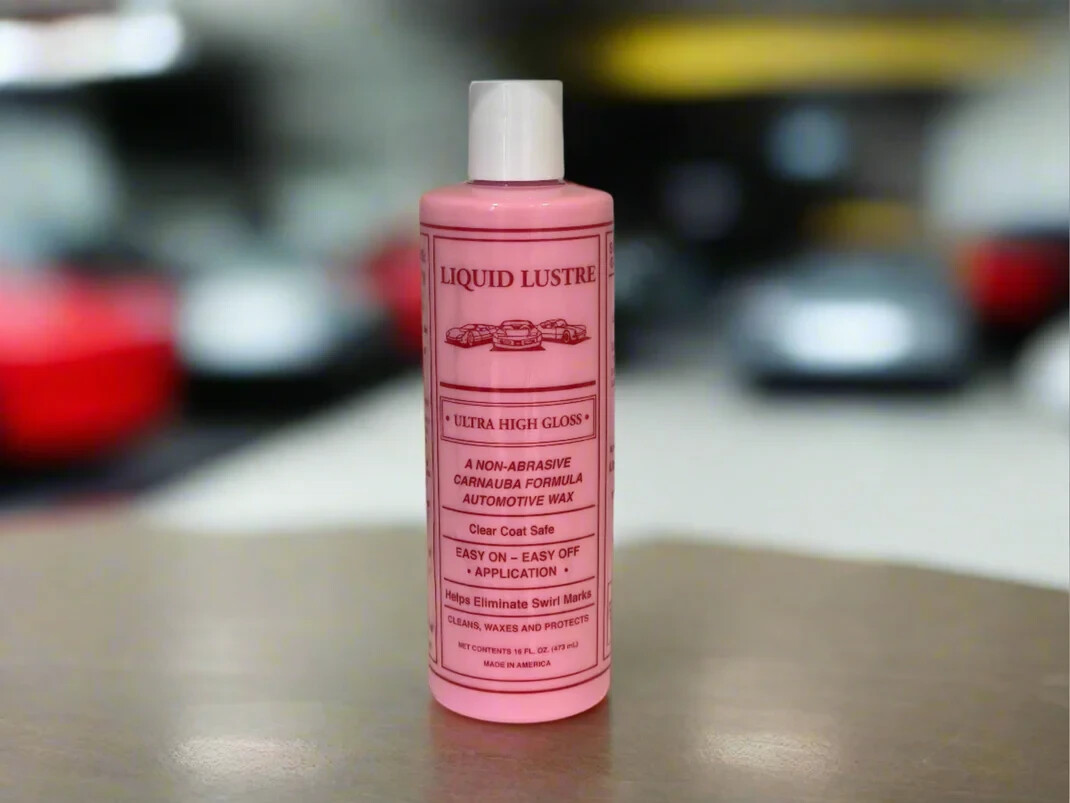 LIQUID LUSTRE
• ULTRA HIGH GLOSS •
A NON-ABRASIVE
CARNAUBA FORMULA
AUTOMOTIVE WAX
Clear Coat Safe
EASY ON – EASY OFF
• APPLICATION •
Helps Eliminate Swirl Marks
CLEANS, WAXES AND PROTECTS
NET CONTENTS 16 FL. OZ. (473 mL)
MADE IN AMERICA